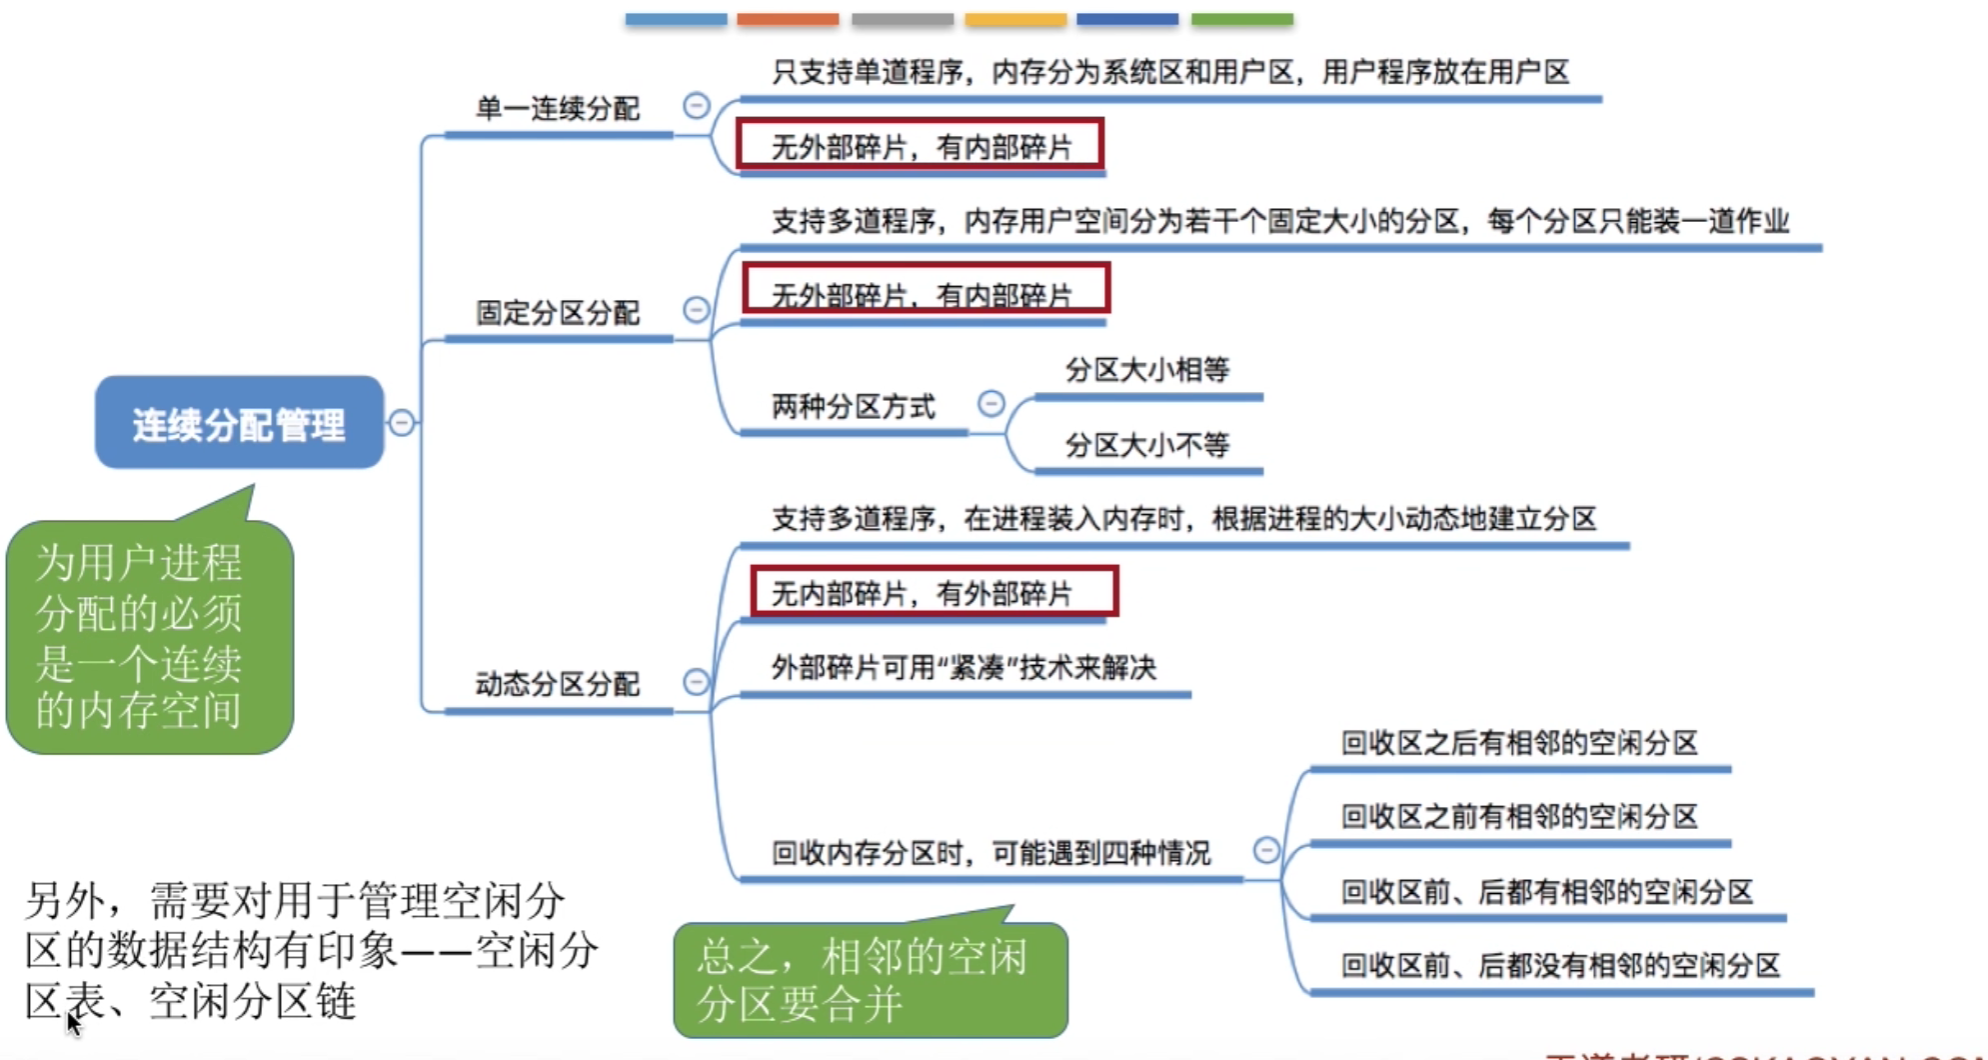 只支持单道程序，内存分为系统区和用户区，用户程序放在用户区
单一连续分配
无外部碎片，有内部碎片
支持多道程序，内存用户空间分为若干个固定大小的分区，每个分区只能装一道作业
无外部碎片，有内部碎片
固定分区分配
分区大小相等
两种分区方式
分区大小不等
连续分配管理
为用户进程
分配的必须
是一个连续
的内存空间
支持多道程序，在进程装入内存时，根据进程的大小动态地建立分区
无内部碎片，有外部碎片
外部碎片可用“紧凑”技术来解决
动态分区分配
回收区之后有相邻的空闲分区
回收区之前有相邻的空闲分区
回收内存分区时，可能遇到四种情况
回收区前、后都有相邻的空闲分区
回收区前、后都没有相邻的空闲分区
总之，相邻的空闲
分区要合并
另外，需要对用于管理空闲分
区的数据结构有印象——空闲分
区表、空闲分区链